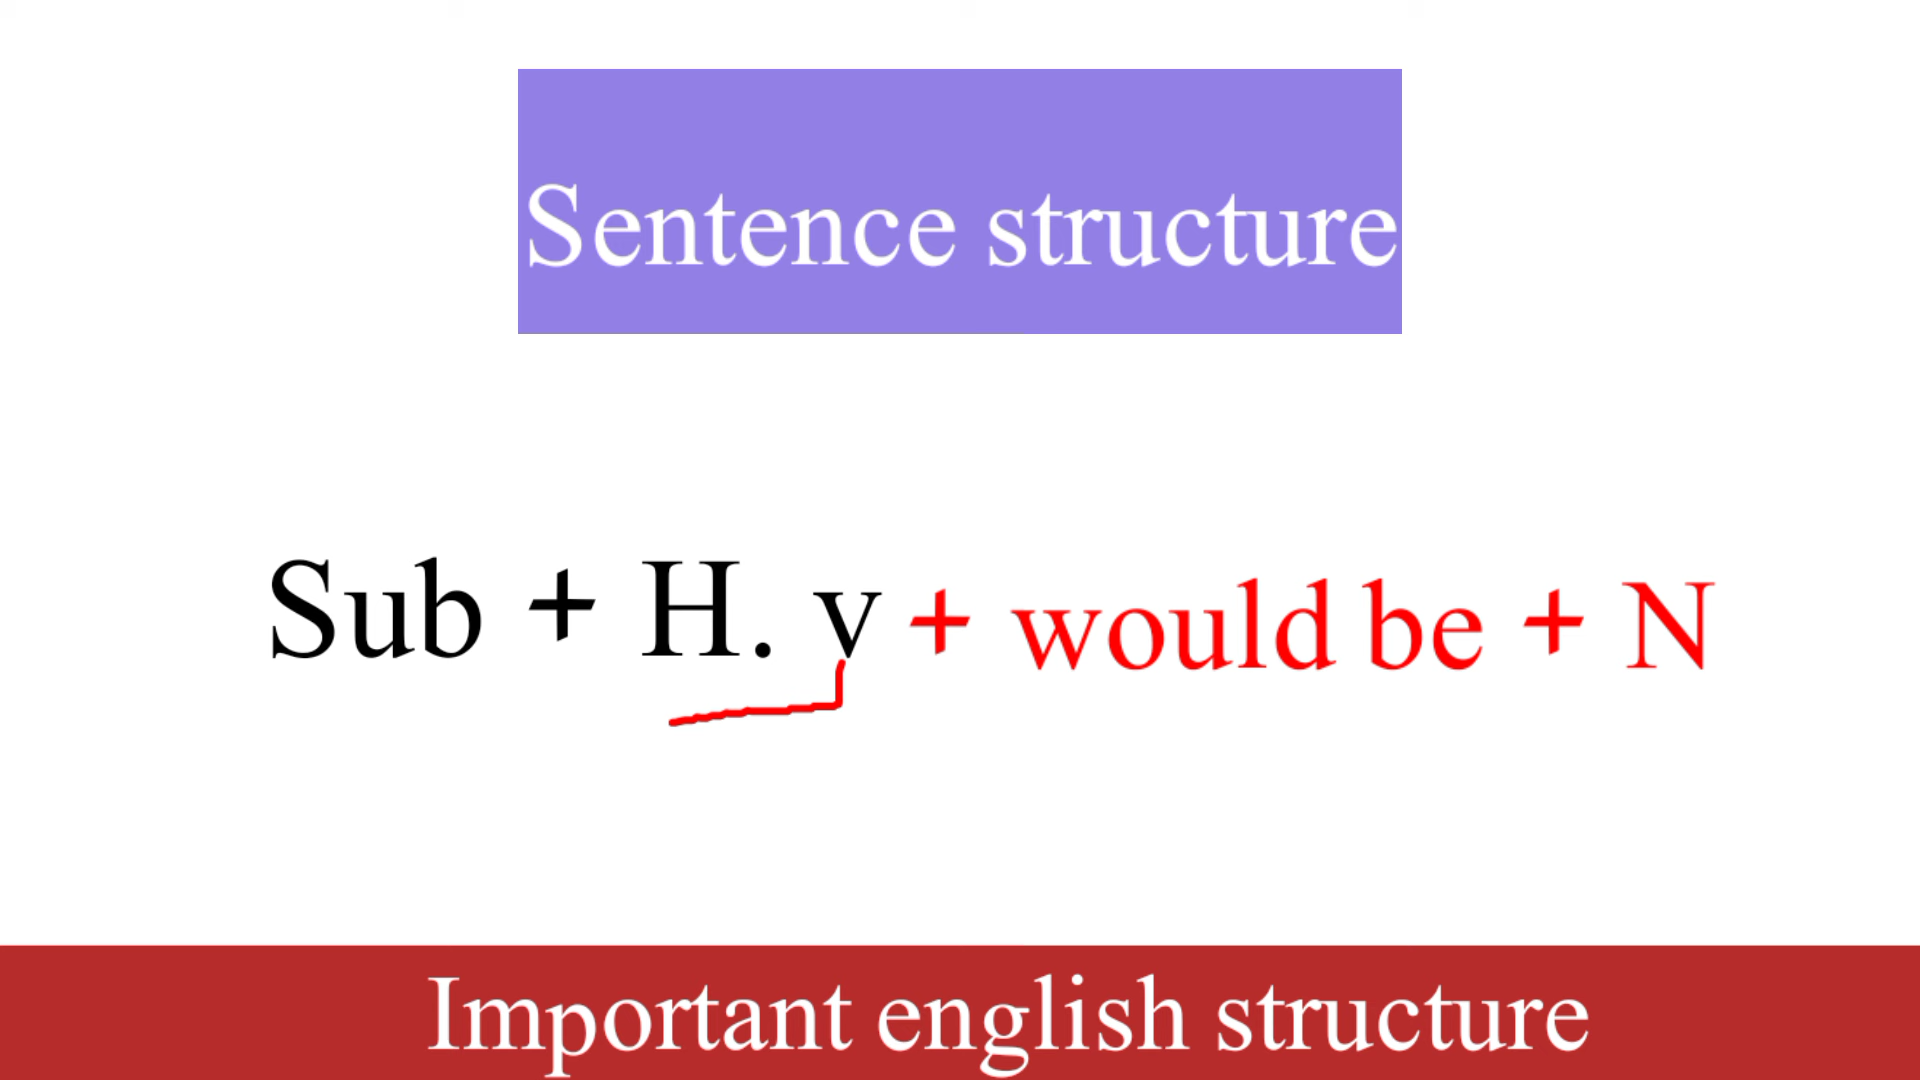 Sentence structure
Sub + H. v + would be + N
Important english structure